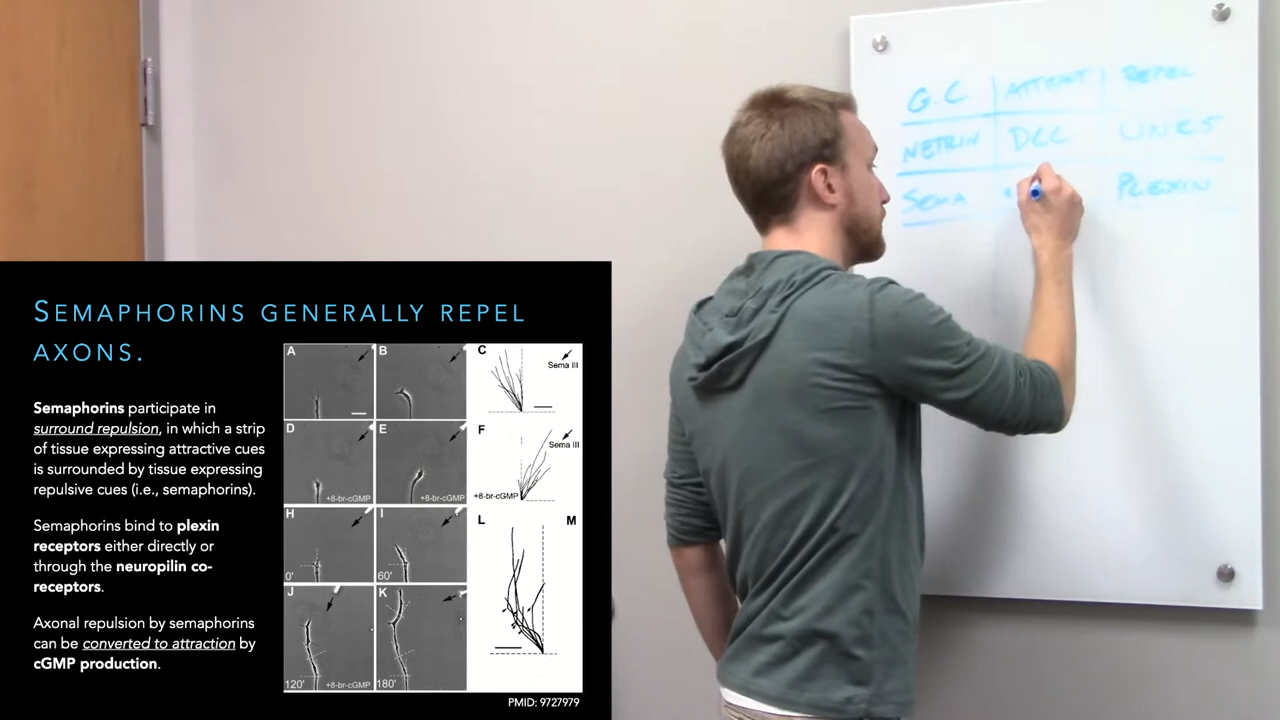 G.C ATTRACT REPEL
NETRIN DCC UNC5
SEMA + PLEXIN
SEMAPHORINS GENERALLY REPEL
AXONS.
Semaphorins participate in
surround repulsion, in which a strip
of tissue expressing attractive cues
is surrounded by tissue expressing
repulsive cues (i.e., semaphorins).
Semaphorins bind to plexin
receptors either directly or
through the neuropilin co-
receptors.
Axonal repulsion by semaphorins
can be converted to attraction by
cGMP production.
A B C
Sema III
D E F
Sema III
+8-br-cGMP +8-br-cGMP +8-br-cGMP
H I L M
0' 60'
J K
120' +8-br-cGMP 180'
PMID: 9727979